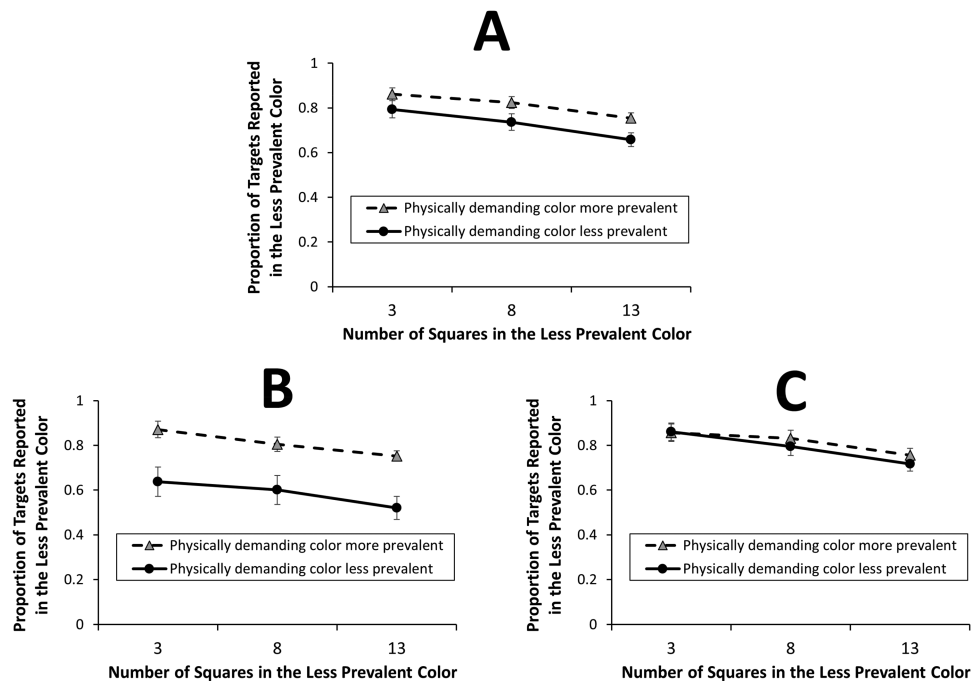 A
Proportion of Targets Reported
in the Less Prevalent Color
1
0.8
0.6
0.4
0.2
0
Physically demanding color more prevalent
Physically demanding color less prevalent
3 8 13
Number of Squares in the Less Prevalent Color
B
Proportion of Targets Reported
in the Less Prevalent Color
1
0.8
0.6
0.4
0.2
0
Physically demanding color more prevalent
Physically demanding color less prevalent
3 8 13
Number of Squares in the Less Prevalent Color
C
Proportion of Targets Reported
in the Less Prevalent Color
1
0.8
0.6
0.4
0.2
0
Physically demanding color more prevalent
Physically demanding color less prevalent
3 8 13
Number of Squares in the Less Prevalent Color